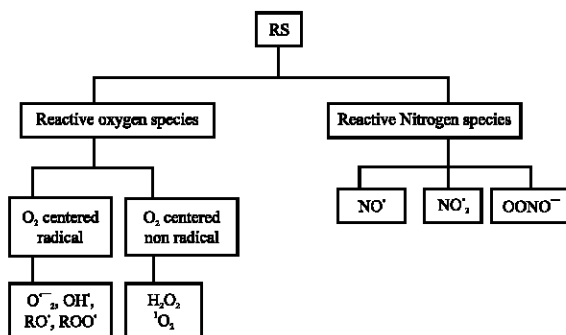 RS
Reactive oxygen species
Reactive Nitrogen species
O₂ centered
radical
O₂ centered
non radical
NO•
NO•₂
OONO⁻
O•⁻₂, OH•,
RO•, ROO•
H₂O₂
¹O₂